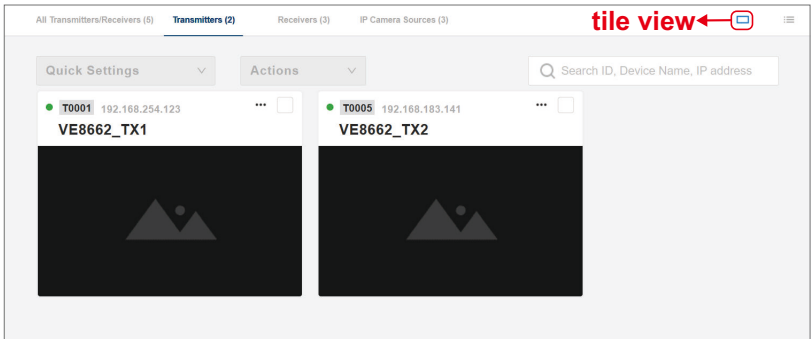 All Transmitters/Receivers (5) Transmitters (2) Receivers (3) IP Camera Sources (3) tile view
Quick Settings Actions Search ID, Device Name, IP address
T0001 192.168.254.123 ••• T0005 192.168.183.141 •••
VE8662_TX1 VE8662_TX2